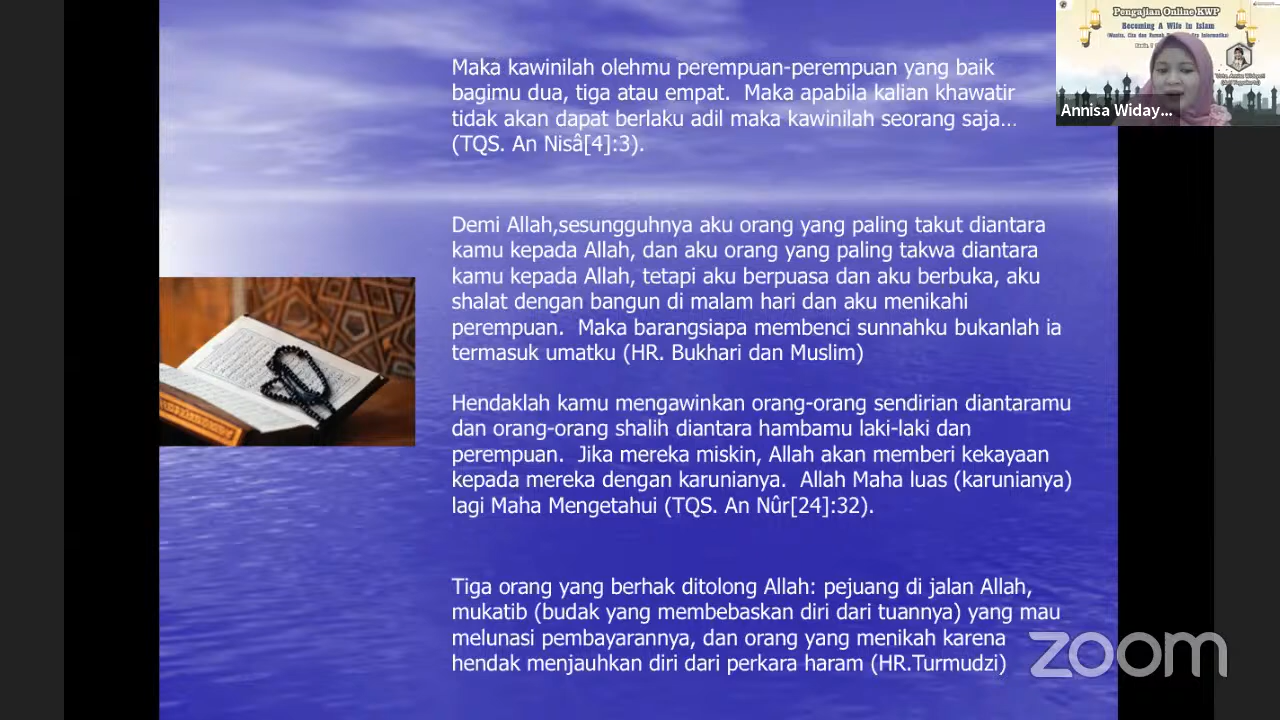 Maka kawinilah olehmu perempuan-perempuan yang baik
bagimu dua, tiga atau empat.  Maka apabila kalian khawatir
tidak akan dapat berlaku adil maka kawinilah seorang saja…
(TQS. An Nisâ[4]:3).
Demi Allah,sesungguhnya aku orang yang paling takut diantara
kamu kepada Allah, dan aku orang yang paling takwa diantara
kamu kepada Allah, tetapi aku berpuasa dan aku berbuka, aku
shalat dengan bangun di malam hari dan aku menikahi
perempuan.  Maka barangsiapa membenci sunnahku bukanlah ia
termasuk umatku (HR. Bukhari dan Muslim)
Hendaklah kamu mengawinkan orang-orang sendirian diantaramu
dan orang-orang shalih diantara hambamu laki-laki dan
perempuan.  Jika mereka miskin, Allah akan memberi kekayaan
kepada mereka dengan karunianya.  Allah Maha luas (karunianya)
lagi Maha Mengetahui (TQS. An Nûr[24]:32).
Tiga orang yang berhak ditolong Allah: pejuang di jalan Allah,
mukatib (budak yang membebaskan diri dari tuannya) yang mau
melunasi pembayarannya, dan orang yang menikah karena
hendak menjauhkan diri dari perkara haram (HR.Turmudzi)
Pengajian Online KWP
Becoming A Wife In Islam
Annisa Widay...
zoom